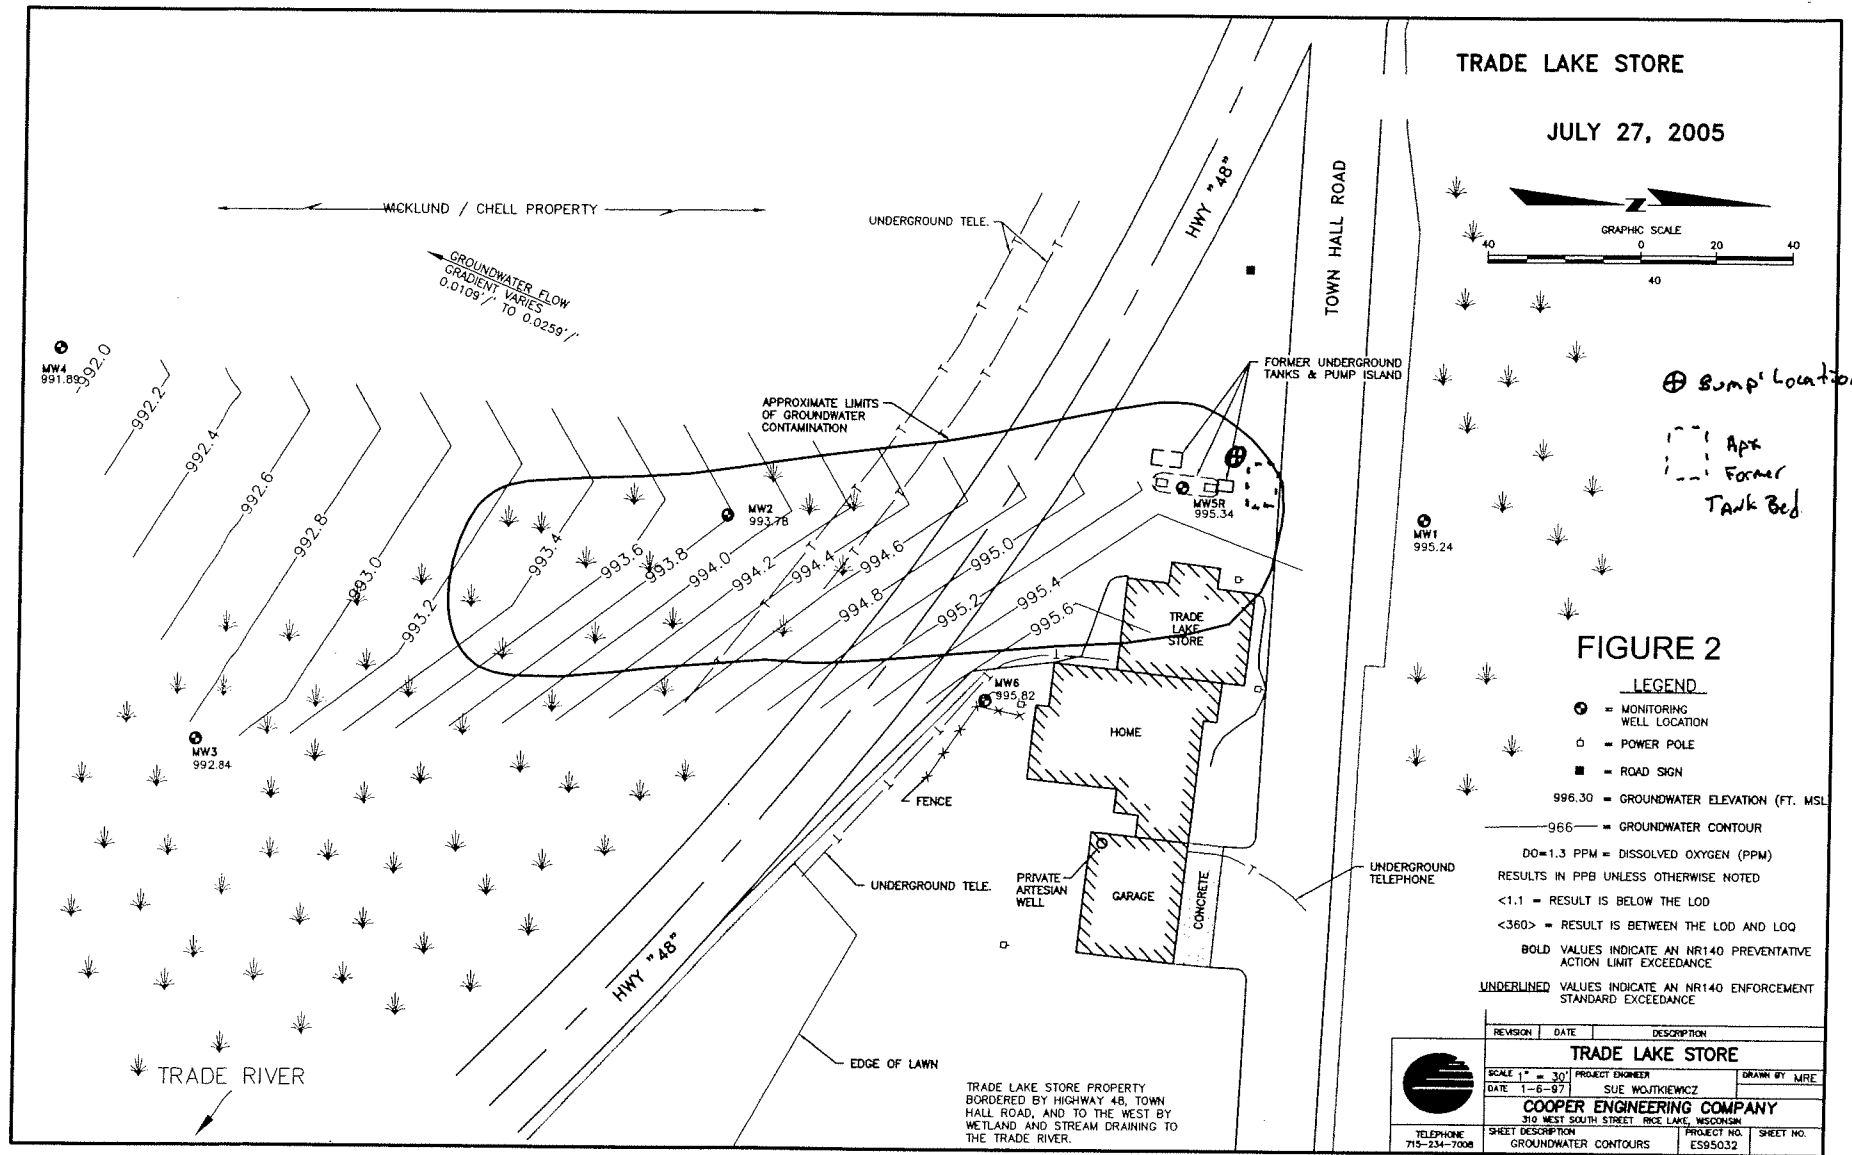 TRADE LAKE STORE
JULY 27, 2005
Z
GRAPHIC SCALE
40 0 20 40
40
WICKLUND / CHELL PROPERTY
GROUNDWATER FLOW
GRADIENT VARIES
0.0109'/' TO 0.0259'/'
UNDERGROUND TELE.
HWY "48"
TOWN HALL ROAD
FORMER UNDERGROUND
TANKS & PUMP ISLAND
APPROXIMATE LIMITS
OF GROUNDWATER
CONTAMINATION
MW4
991.89
992.0
992.2
992.4
992.6
992.8
993.0
993.2
993.4
993.6
993.8
994.0
994.2
994.4
994.6
994.8
995.0
995.2
995.4
995.6
MW2
993.78
MW5R
995.34
MW1
995.24
Bump' Location
Apx
Former
Tank Bed
TRADE
LAKE
STORE
MW6
995.82
MW3
992.84
HOME
FENCE
UNDERGROUND TELE.
PRIVATE
ARTESIAN
WELL
GARAGE
CONCRETE
UNDERGROUND
TELEPHONE
HWY "48"
EDGE OF LAWN
TRADE RIVER
TRADE LAKE STORE PROPERTY
BORDERED BY HIGHWAY 48, TOWN
HALL ROAD, AND TO THE WEST BY
WETLAND AND STREAM DRAINING TO
THE TRADE RIVER.
FIGURE 2
LEGEND
= MONITORING
WELL LOCATION
= POWER POLE
= ROAD SIGN
996.30 = GROUNDWATER ELEVATION (FT. MSL
966 = GROUNDWATER CONTOUR
DO=1.3 PPM = DISSOLVED OXYGEN (PPM)
RESULTS IN PPB UNLESS OTHERWISE NOTED
<1.1 = RESULT IS BELOW THE LOD
<360> = RESULT IS BETWEEN THE LOD AND LOQ
BOLD VALUES INDICATE AN NR140 PREVENTATIVE
ACTION LIMIT EXCEEDANCE
UNDERLINED VALUES INDICATE AN NR140 ENFORCEMENT
STANDARD EXCEEDANCE
REVISION DATE DESCRIPTION
TRADE LAKE STORE
SCALE 1" = 30' PROJECT ENGINEER DRAWN BY MRE
DATE 1-6-97 SUE WOJTKIEWICZ
COOPER ENGINEERING COMPANY
310 WEST SOUTH STREET RICE LAKE, WISCONSIN
TELEPHONE
715-234-7008
SHEET DESCRIPTION PROJECT NO. SHEET NO.
GROUNDWATER CONTOURS ES95032